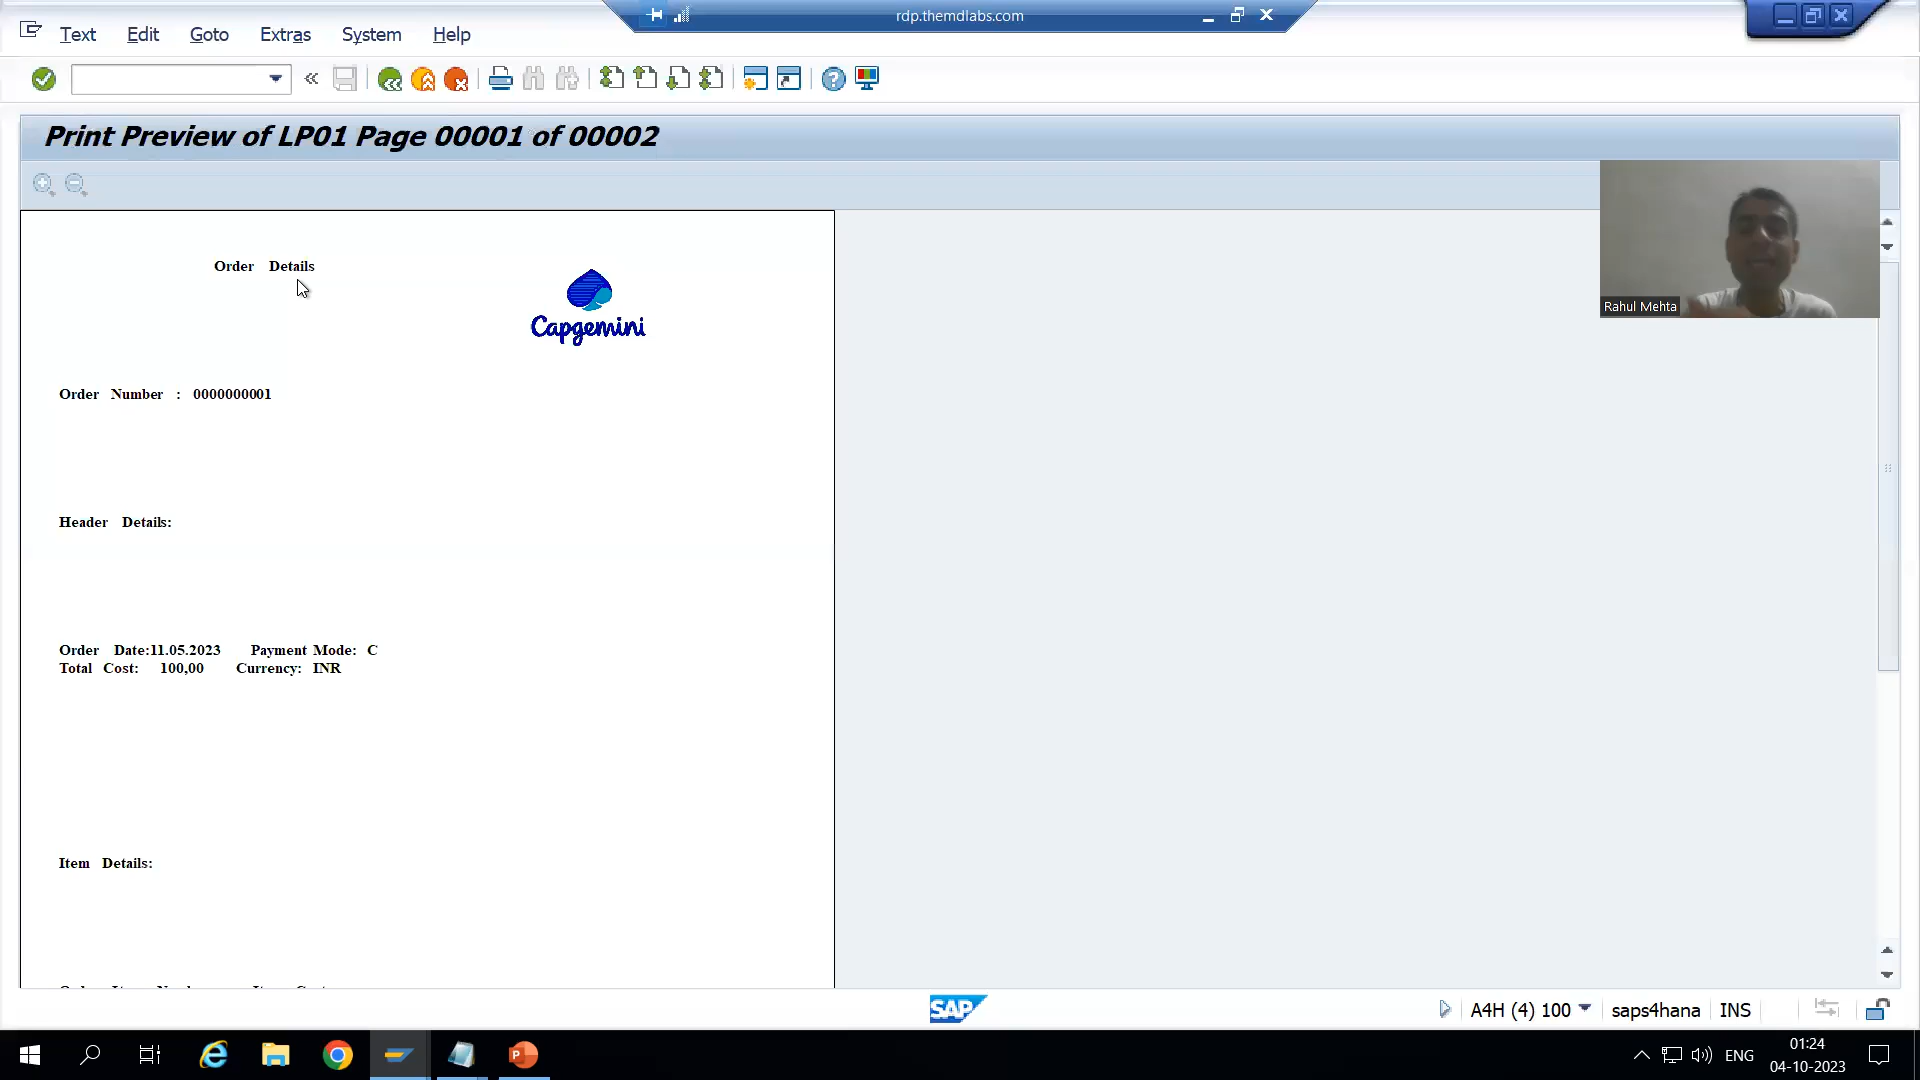 rdp.themdlabs.com
Text Edit Goto Extras System Help
Print Preview of LP01 Page 00001 of 00002
Rahul Mehta
Order Details
Capgemini
Order Number : 0000000001
Header Details:
Order Date:11.05.2023 Payment Mode: C
Total Cost: 100,00 Currency: INR
Item Details:
SAP
A4H (4) 100 saps4hana INS
ENG
01:24
04-10-2023